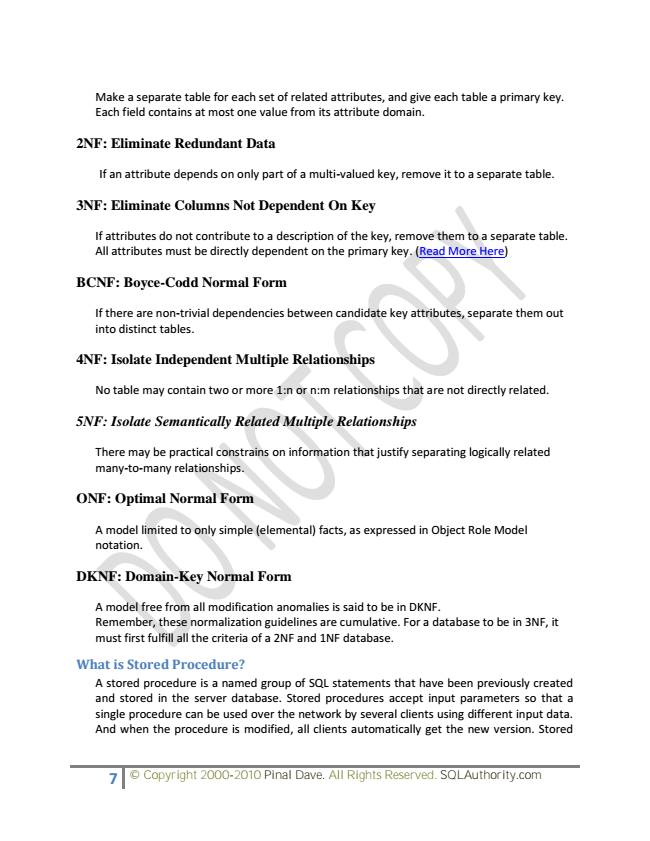 Make a separate table for each set of related attributes, and give each table a primary key.
Each field contains at most one value from its attribute domain.
2NF: Eliminate Redundant Data
If an attribute depends on only part of a multi-valued key, remove it to a separate table.
3NF: Eliminate Columns Not Dependent On Key
If attributes do not contribute to a description of the key, remove them to a separate table.
All attributes must be directly dependent on the primary key. (Read More Here)
BCNF: Boyce-Codd Normal Form
If there are non-trivial dependencies between candidate key attributes, separate them out
into distinct tables.
4NF: Isolate Independent Multiple Relationships
No table may contain two or more 1:n or n:m relationships that are not directly related.
5NF: Isolate Semantically Related Multiple Relationships
There may be practical constrains on information that justify separating logically related
many-to-many relationships.
ONF: Optimal Normal Form
A model limited to only simple (elemental) facts, as expressed in Object Role Model
notation.
DKNF: Domain-Key Normal Form
A model free from all modification anomalies is said to be in DKNF.
Remember, these normalization guidelines are cumulative. For a database to be in 3NF, it
must first fulfill all the criteria of a 2NF and 1NF database.
What is Stored Procedure?
A stored procedure is a named group of SQL statements that have been previously created
and stored in the server database. Stored procedures accept input parameters so that a
single procedure can be used over the network by several clients using different input data.
And when the procedure is modified, all clients automatically get the new version. Stored
7 © Copyright 2000-2010 Pinal Dave. All Rights Reserved. SQLAuthority.com
DO NOT COPY